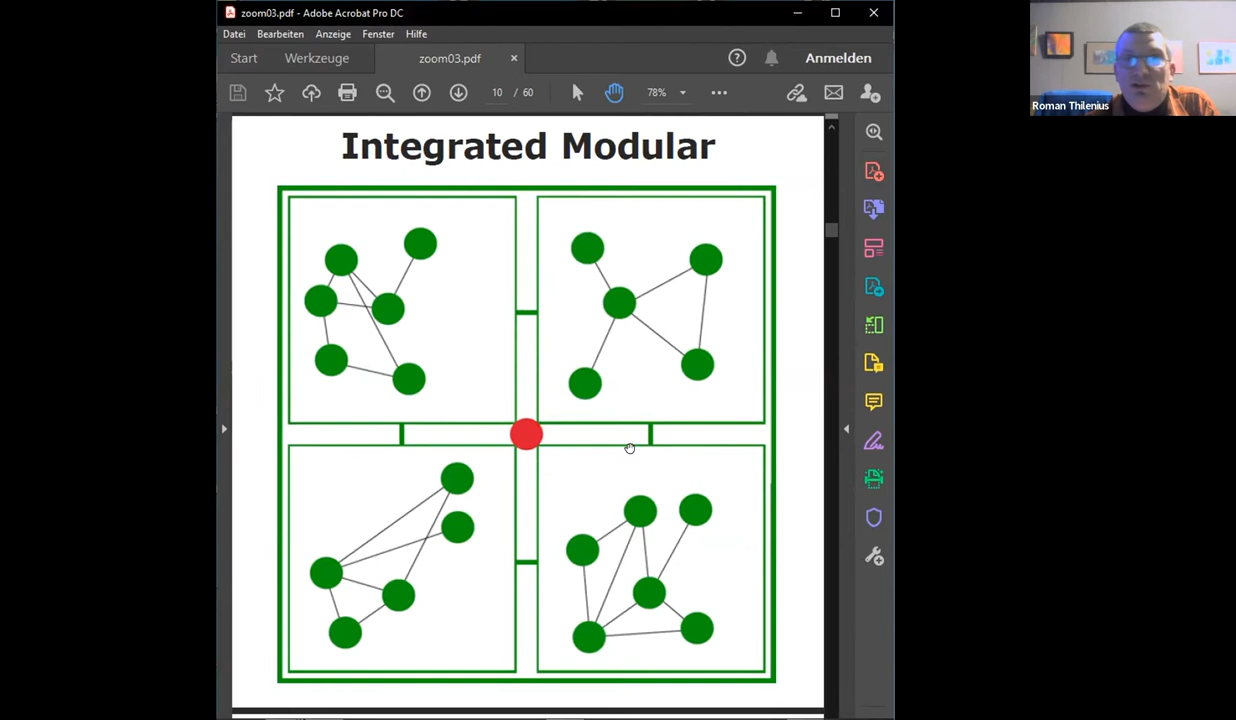 zoom03.pdf - Adobe Acrobat Pro DC
Datei Bearbeiten Anzeige Fenster Hilfe
Start Werkzeuge zoom03.pdf Anmelden
10 / 60 78%
Integrated Modular
Roman Thilenius